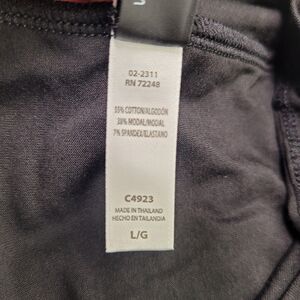 02-2311
RN 72248
55% COTTON/ALGODÓN
38% MODAL/MODAL
7% SPANDEX/ELASTANO
C4923
MADE IN THAILAND
HECHO EN TAILANDIA
L/G